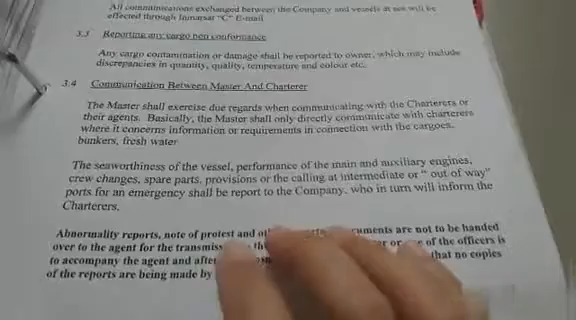 All communications exchanged between the Company and vessels at sea will be
effected through Inmarsat "C" E-mail
3.3 Reporting any cargo non conformance
Any cargo contamination or damage shall be reported to owner, which may include
discrepancies in quantity, quality, temperature and colour etc.
3.4 Communication Between Master And Charterer
The Master shall exercise due regards when communicating with the Charterers or
their agents. Basically, the Master shall only directly communicate with charterers
where it concerns information or requirements in connection with the cargoes,
bunkers, fresh water
The seaworthiness of the vessel, performance of the main and auxiliary engines,
crew changes, spare parts, provisions or the calling at intermediate or " out of way"
ports for an emergency shall be report to the Company, who in turn will inform the
Charterers.
Abnormality reports, note of protest and are not to be handed
over to the agent for the or of the officers is
to accompany the agent and that no copies
of the reports are being made by